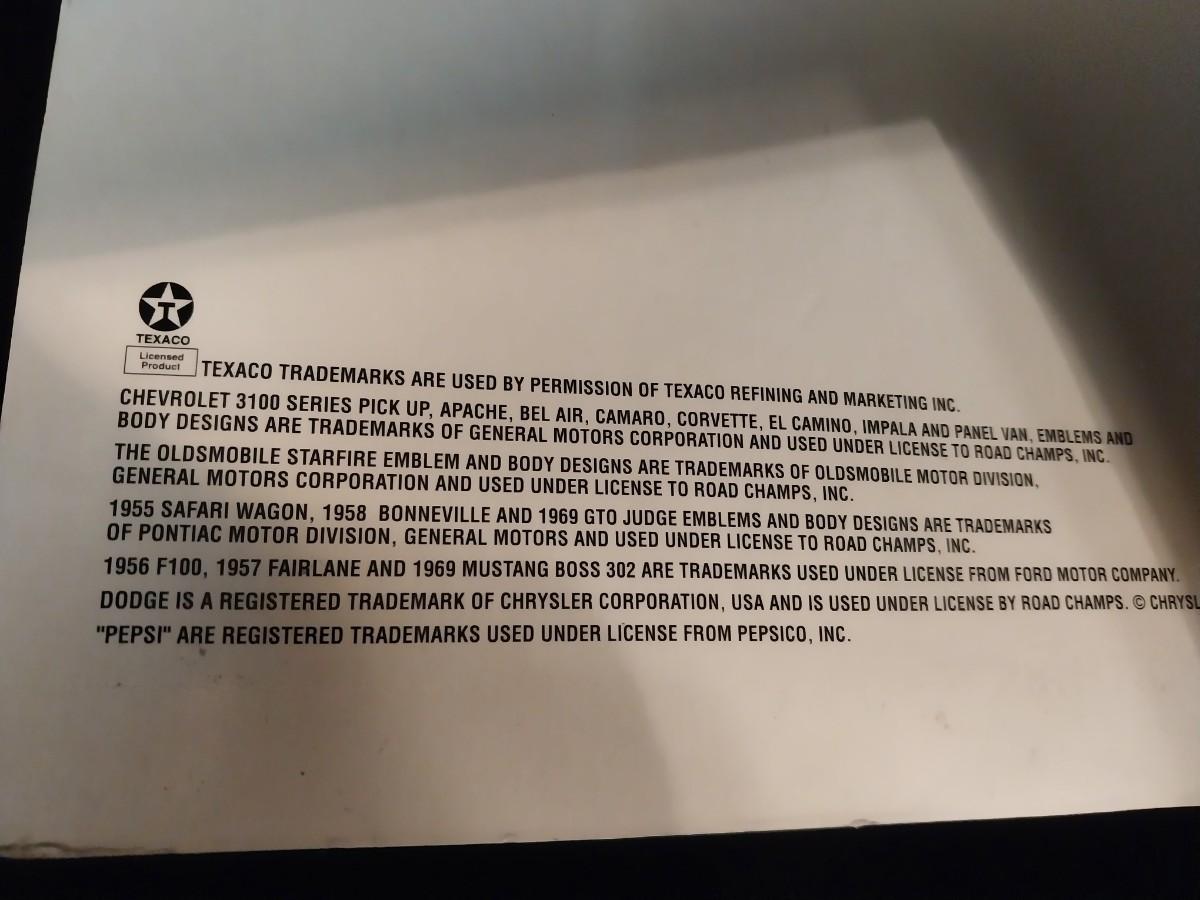 T
TEXACO
Licensed
Product
TEXACO TRADEMARKS ARE USED BY PERMISSION OF TEXACO REFINING AND MARKETING INC.
CHEVROLET 3100 SERIES PICK UP, APACHE, BEL AIR, CAMARO, CORVETTE, EL CAMINO, IMPALA AND PANEL VAN, EMBLEMS AND
BODY DESIGNS ARE TRADEMARKS OF GENERAL MOTORS CORPORATION AND USED UNDER LICENSE TO ROAD CHAMPS, INC.
THE OLDSMOBILE STARFIRE EMBLEM AND BODY DESIGNS ARE TRADEMARKS OF OLDSMOBILE MOTOR DIVISION,
GENERAL MOTORS CORPORATION AND USED UNDER LICENSE TO ROAD CHAMPS, INC.
1955 SAFARI WAGON, 1958 BONNEVILLE AND 1969 GTO JUDGE EMBLEMS AND BODY DESIGNS ARE TRADEMARKS
OF PONTIAC MOTOR DIVISION, GENERAL MOTORS AND USED UNDER LICENSE TO ROAD CHAMPS, INC.
1956 F100, 1957 FAIRLANE AND 1969 MUSTANG BOSS 302 ARE TRADEMARKS USED UNDER LICENSE FROM FORD MOTOR COMPANY.
DODGE IS A REGISTERED TRADEMARK OF CHRYSLER CORPORATION, USA AND IS USED UNDER LICENSE BY ROAD CHAMPS. © CHRYSL
"PEPSI" ARE REGISTERED TRADEMARKS USED UNDER LICENSE FROM PEPSICO, INC.